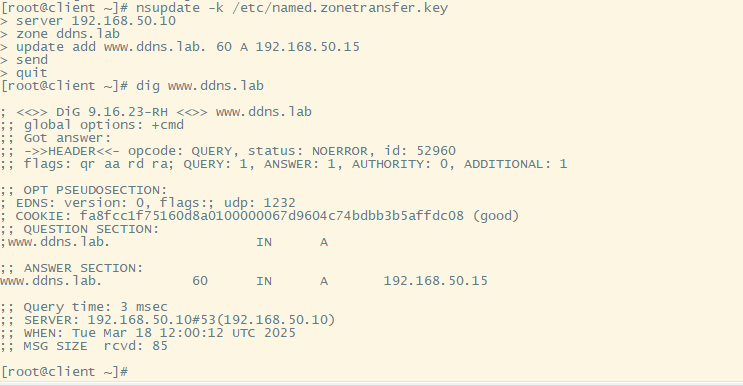 [root@client ~]# nsupdate -k /etc/named.zonetransfer.key
> server 192.168.50.10
> zone ddns.lab
> update add www.ddns.lab. 60 A 192.168.50.15
> send
> quit
[root@client ~]# dig www.ddns.lab

; <<>> DiG 9.16.23-RH <<>> www.ddns.lab
;; global options: +cmd
;; Got answer:
;; ->>HEADER<<- opcode: QUERY, status: NOERROR, id: 52960
;; flags: qr aa rd ra; QUERY: 1, ANSWER: 1, AUTHORITY: 0, ADDITIONAL: 1

;; OPT PSEUDOSECTION:
; EDNS: version: 0, flags:; udp: 1232
; COOKIE: fa8fcc1f75160d8a0100000067d9604c74bdbb3b5affdc08 (good)
;; QUESTION SECTION:
;www.ddns.lab.                  IN      A

;; ANSWER SECTION:
www.ddns.lab.           60      IN      A       192.168.50.15

;; Query time: 3 msec
;; SERVER: 192.168.50.10#53(192.168.50.10)
;; WHEN: Tue Mar 18 12:00:12 UTC 2025
;; MSG SIZE  rcvd: 85

[root@client ~]#